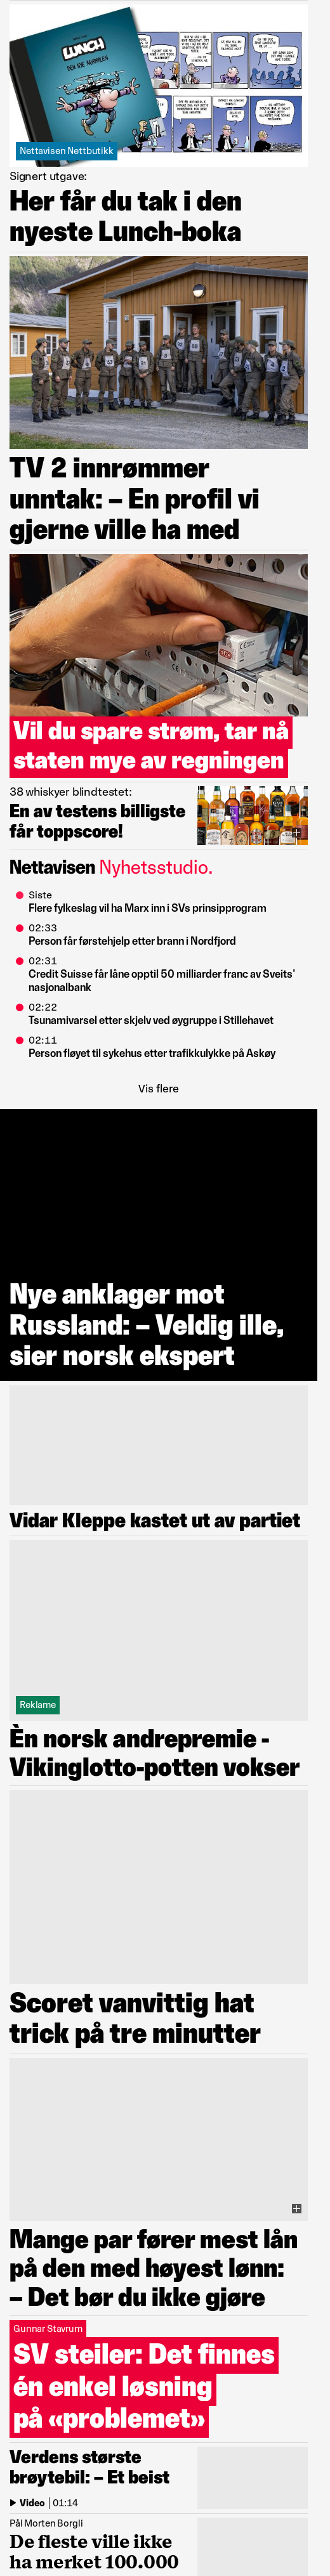 LUNCH
DEN NYE NORMALEN
Nettavisen Nettbutikk
Signert utgave:
Her får du tak i den
nyeste Lunch-boka
TV 2 innrømmer
unntak: – En profil vi
gjerne ville ha med
Vil du spare strøm, tar nå
staten mye av regningen
38 whiskyer blindtestet:
En av testens billigste
får toppscore!
Nettavisen Nyhetsstudio.
Siste
Flere fylkeslag vil ha Marx inn i SVs prinsipprogram
02:33
Person får førstehjelp etter brann i Nordfjord
02:31
Credit Suisse får låne opptil 50 milliarder franc av Sveits'
nasjonalbank
02:22
Tsunamivarsel etter skjelv ved øygruppe i Stillehavet
02:11
Person fløyet til sykehus etter trafikkulykke på Askøy
Vis flere
Nye anklager mot
Russland: – Veldig ille,
sier norsk ekspert
Vidar Kleppe kastet ut av partiet
Reklame
Èn norsk andrepremie -
Vikinglotto-potten vokser
Scoret vanvittig hat
trick på tre minutter
Mange par fører mest lån
på den med høyest lønn:
– Det bør du ikke gjøre
Gunnar Stavrum
SV steiler: Det finnes
én enkel løsning
på «problemet»
Verdens største
brøytebil: – Et beist
Video | 01:14
Pål Morten Borgli
De fleste ville ikke
ha merket 100.000